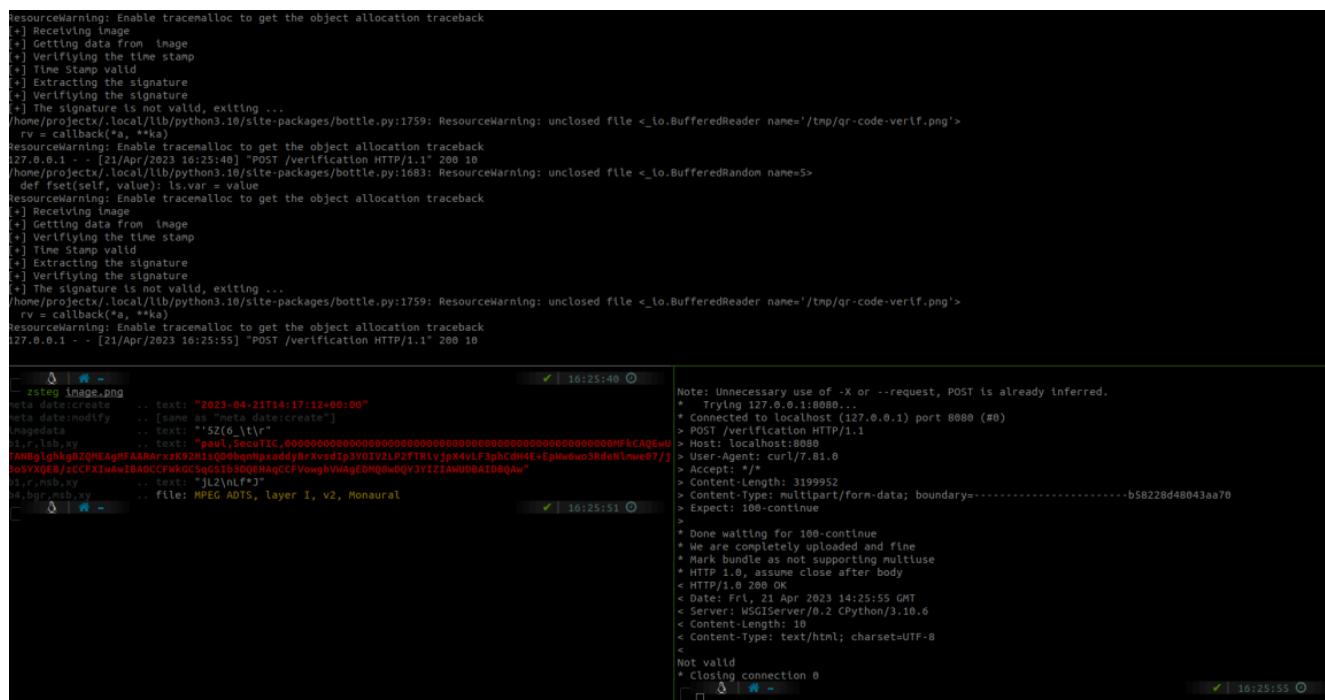 ResourceWarning: Enable tracemalloc to get the object allocation traceback
[+] Receiving image
[+] Getting data from  image
[+] Verifiying the time stamp
[+] Time Stamp valid
[+] Extracting the signature
[+] Verifiying the signature
[+] The signature is not valid, exiting ...
/home/projectx/.local/lib/python3.10/site-packages/bottle.py:1759: ResourceWarning: unclosed file <_io.BufferedReader name='/tmp/qr-code-verif.png'>
  rv = callback(*a, **ka)
ResourceWarning: Enable tracemalloc to get the object allocation traceback
127.0.0.1 - - [21/Apr/2023 16:25:40] "POST /verification HTTP/1.1" 200 10
/home/projectx/.local/lib/python3.10/site-packages/bottle.py:1683: ResourceWarning: unclosed file <_io.BufferedRandom name=5>
  def fset(self, value): ls.var = value
ResourceWarning: Enable tracemalloc to get the object allocation traceback
[+] Receiving image
[+] Getting data from  image
[+] Verifiying the time stamp
[+] Time Stamp valid
[+] Extracting the signature
[+] Verifiying the signature
[+] The signature is not valid, exiting ...
/home/projectx/.local/lib/python3.10/site-packages/bottle.py:1759: ResourceWarning: unclosed file <_io.BufferedReader name='/tmp/qr-code-verif.png'>
  rv = callback(*a, **ka)
ResourceWarning: Enable tracemalloc to get the object allocation traceback
127.0.0.1 - - [21/Apr/2023 16:25:55] "POST /verification HTTP/1.1" 200 10
~ 16:25:40
zsteg image.png
meta date:create .. text: "2023-04-21T14:17:12+00:00"
meta date:modify .. [same as "meta date:create"]
imagedata .. text: "'5Z(6_\t\r"
b1,r,lsb,xy .. text:
b1,r,msb,xy .. text: "jL2\nLf*J"
b4,bgr,msb,xy .. file: MPEG ADTS, layer I, v2, Monaural
~ 16:25:51
Note: Unnecessary use of -X or --request, POST is already inferred.
*   Trying 127.0.0.1:8080...
* Connected to localhost (127.0.0.1) port 8080 (#0)
> POST /verification HTTP/1.1
> Host: localhost:8080
> User-Agent: curl/7.81.0
> Accept: */*
> Content-Length: 3199952
> Content-Type: multipart/form-data; boundary=------------------------b58228d48043aa70
> Expect: 100-continue
>
* Done waiting for 100-continue
* We are completely uploaded and fine
* Mark bundle as not supporting multiuse
* HTTP 1.0, assume close after body
< HTTP/1.0 200 OK
< Date: Fri, 21 Apr 2023 14:25:55 GMT
< Server: WSGIServer/0.2 CPython/3.10.6
< Content-Length: 10
< Content-Type: text/html; charset=UTF-8
<
Not valid
* Closing connection 0
~ 16:25:55